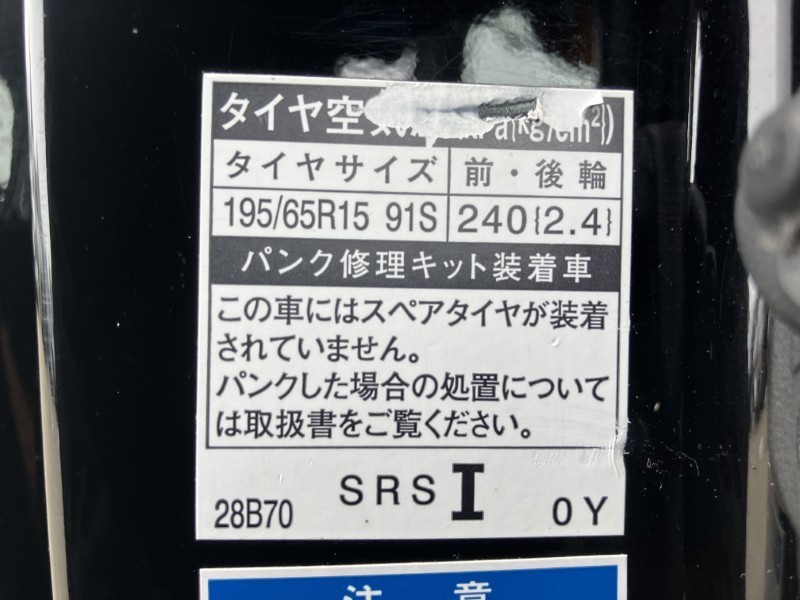 タイヤ空気 Pa{kg/cm²})
タイヤサイズ 前・後輪
195/65R15 91S 240{2.4}
パンク修理キット装着車
この車にはスペアタイヤが装着
されていません。
パンクした場合の処置について
は取扱書をご覧ください。
28B70 SRS I 0Y
注意